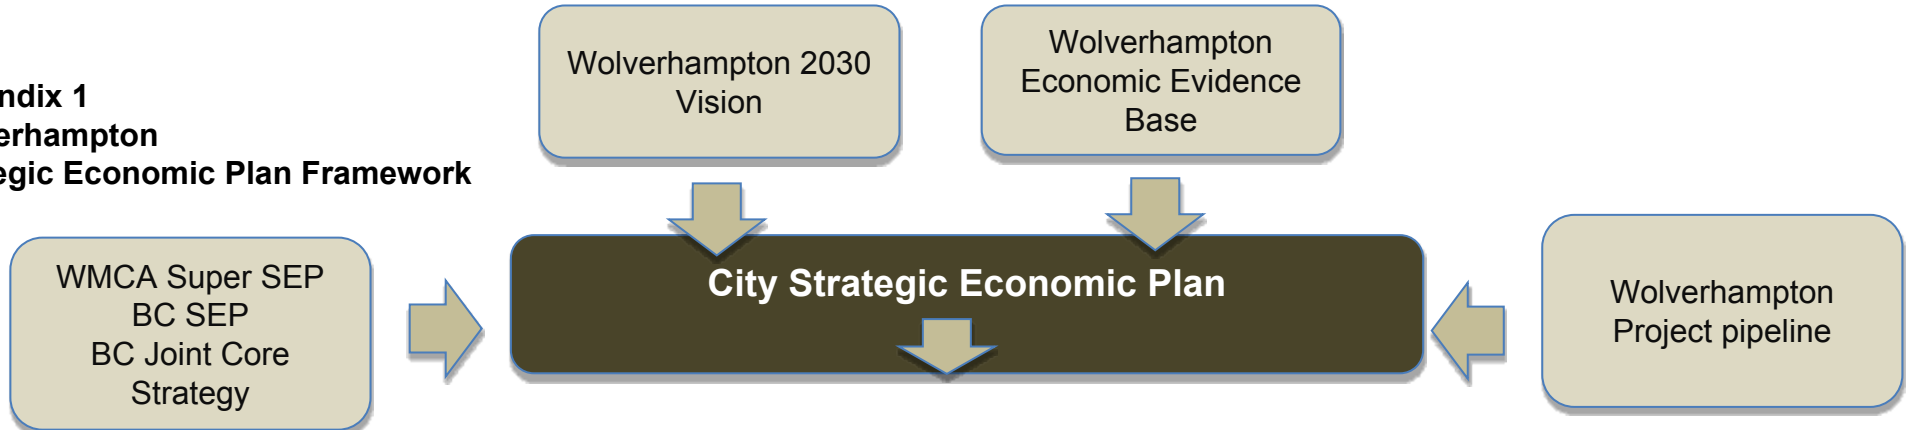 ndix 1
erhampton
egic Economic Plan Framework
Wolverhampton 2030
Vision
Wolverhampton
Economic Evidence
Base
WMCA Super SEP
BC SEP
BC Joint Core
Strategy
City Strategic Economic Plan
Wolverhampton
Project pipeline